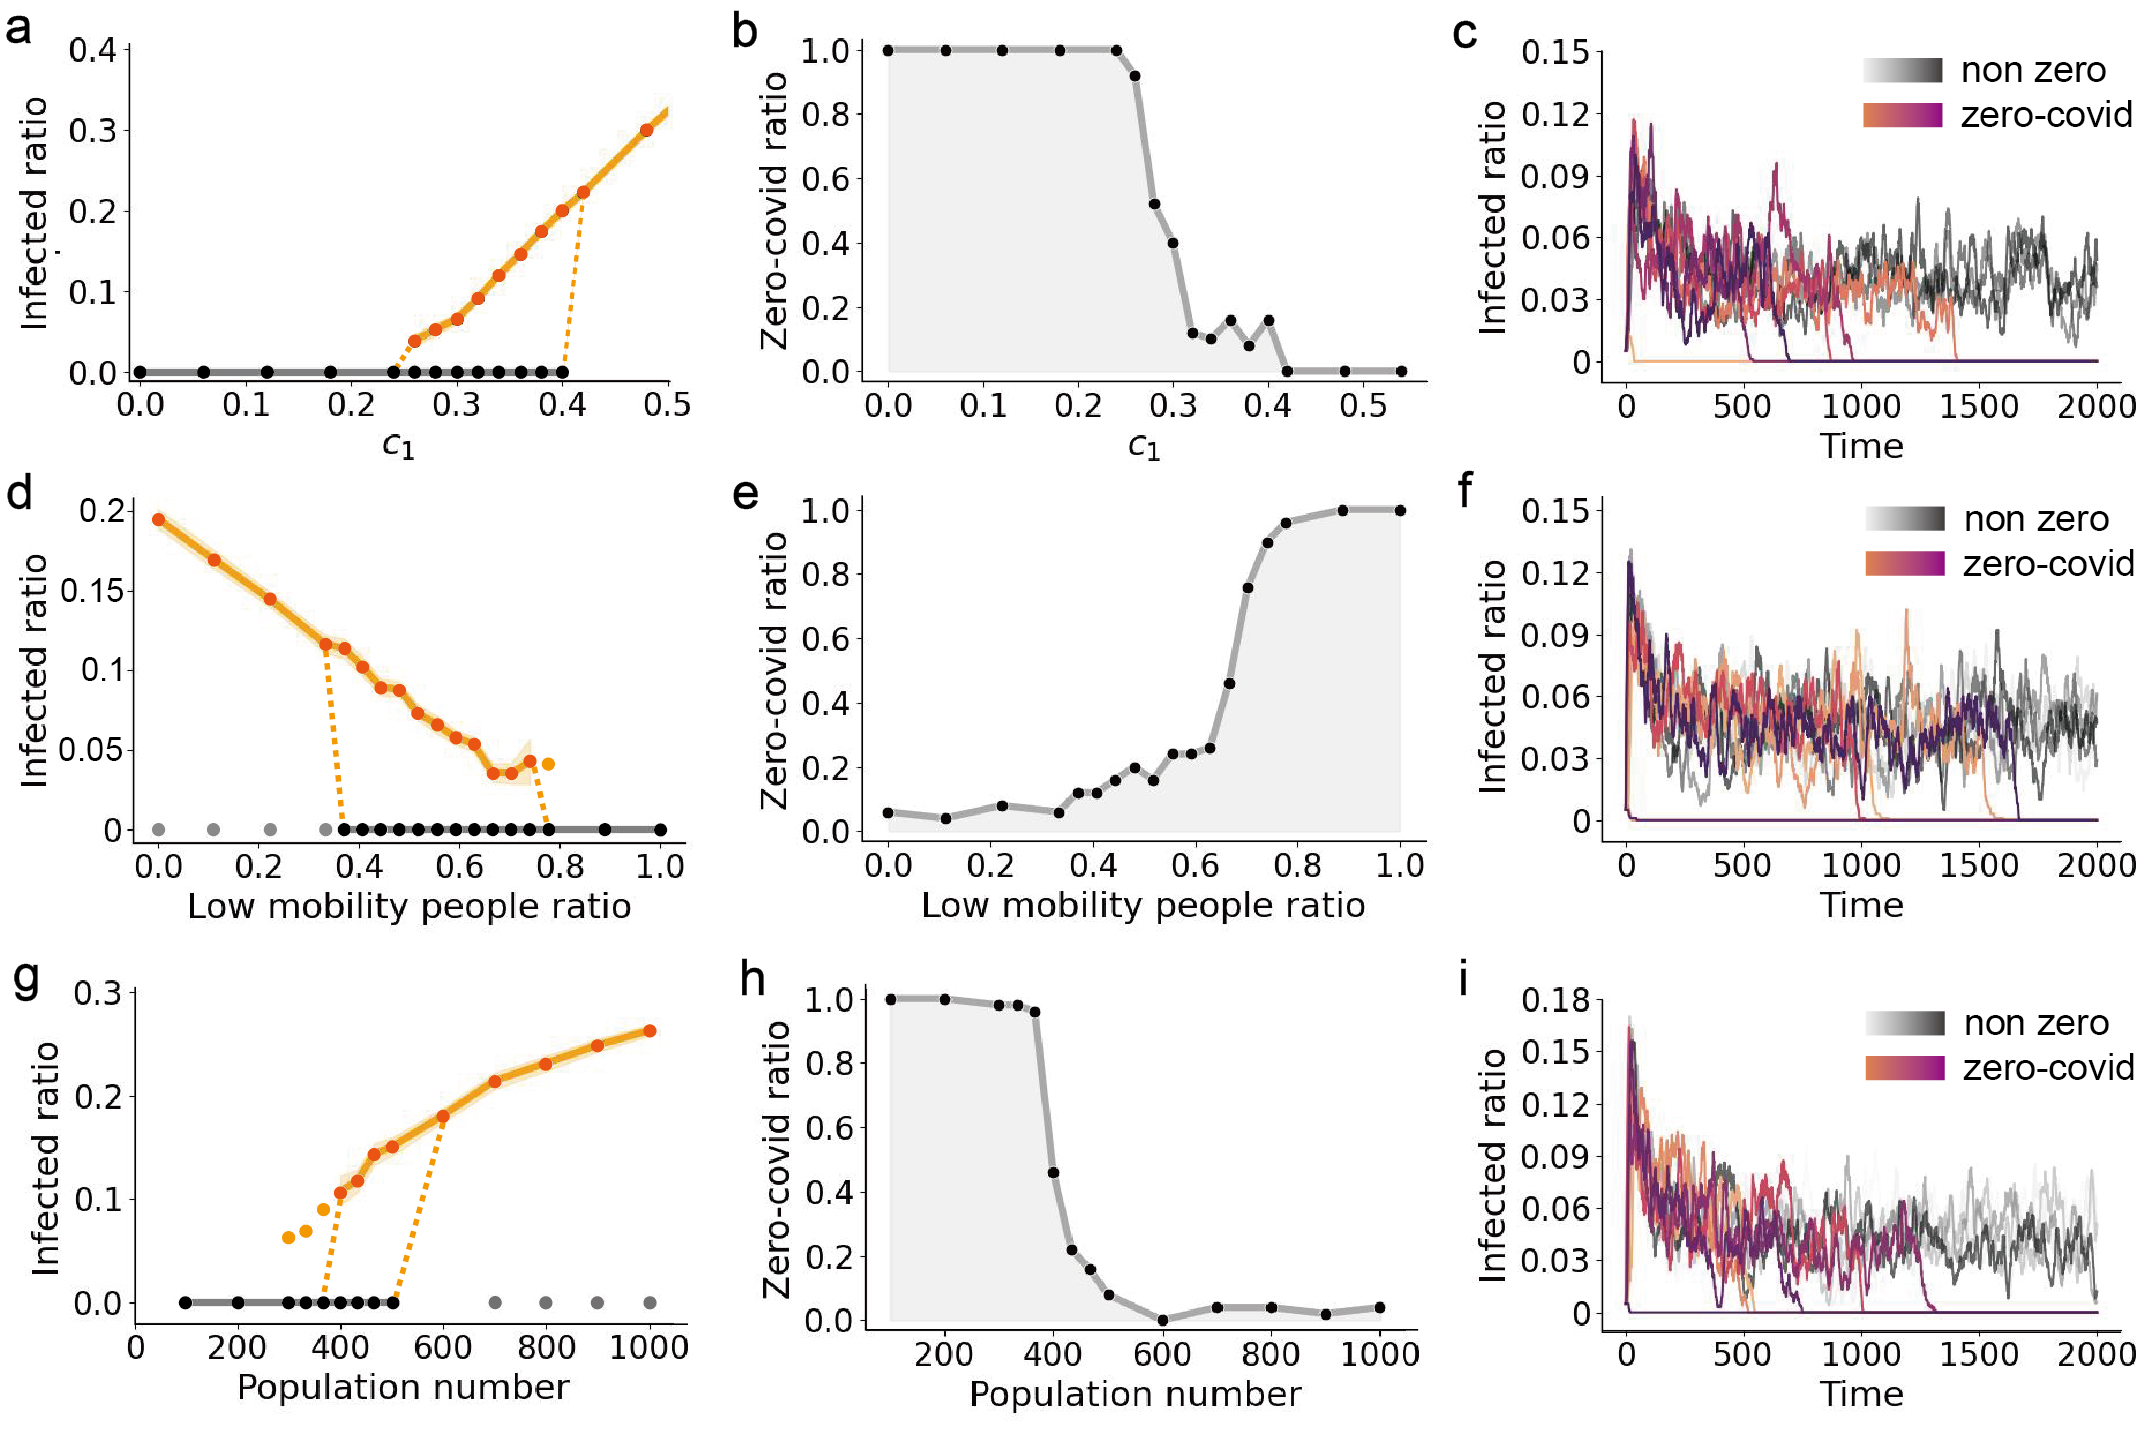 a
0.4
0.3
0.2
0.1
0.0
Infected ratio
0.0 0.1 0.2 0.3 0.4 0.5
c1
b
1.0
0.8
0.6
0.4
0.2
0.0
Zero-covid ratio
0.0 0.1 0.2 0.3 0.4 0.5
c1
c
0.15
0.12
0.09
0.06
0.03
0
Infected ratio
non zero
zero-covid
0 500 1000 1500 2000
Time
d
0.2
0.15
0.1
0.05
0
Infected ratio
0.0 0.2 0.4 0.6 0.8 1.0
Low mobility people ratio
e
1.0
0.8
0.6
0.4
0.2
0.0
Zero-covid ratio
0.0 0.2 0.4 0.6 0.8 1.0
Low mobility people ratio
f
0.15
0.12
0.09
0.06
0.03
0
Infected ratio
non zero
zero-covid
0 500 1000 1500 2000
Time
g
0.3
0.2
0.1
0.0
Infected ratio
0 200 400 600 800 1000
Population number
h
1.0
0.8
0.6
0.4
0.2
0.0
Zero-covid ratio
200 400 600 800 1000
Population number
i
0.18
0.15
0.12
0.09
0.06
0.03
0
Infected ratio
non zero
zero-covid
0 500 1000 1500 2000
Time